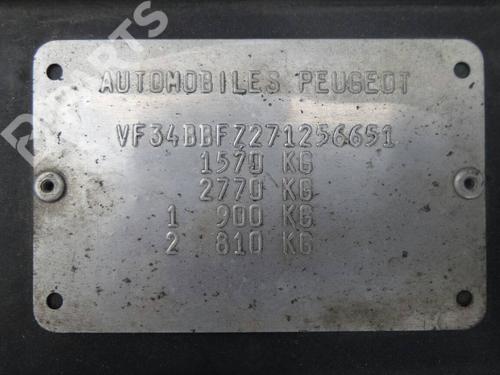 AUTOMOBILES PEUGEOT
VF34BBFZ271256651
1570 KG
2770 KG
1 900 KG
2 810 KG